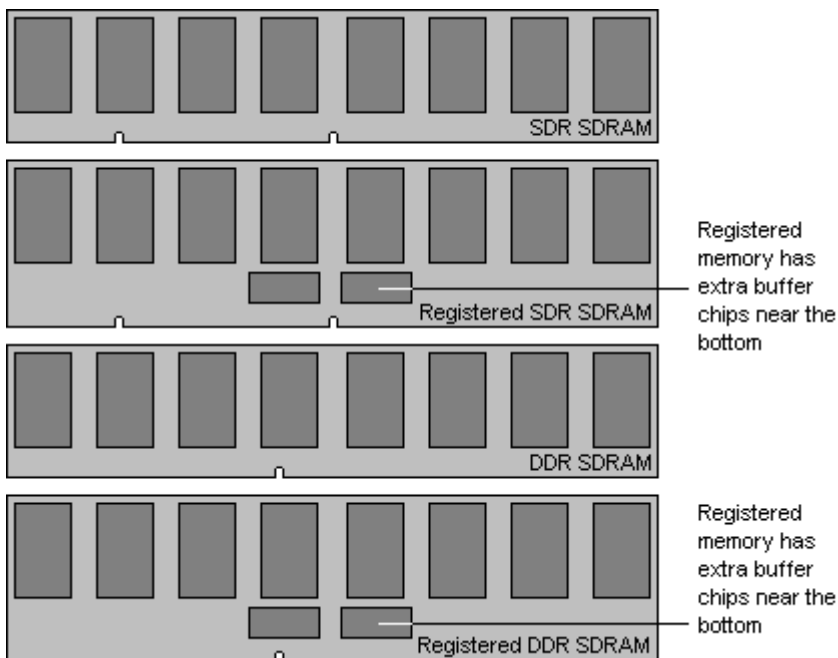 SDR SDRAM
Registered
memory has
extra buffer
chips near the
bottom
Registered SDR SDRAM
DDR SDRAM
Registered
memory has
extra buffer
chips near the
bottom
Registered DDR SDRAM